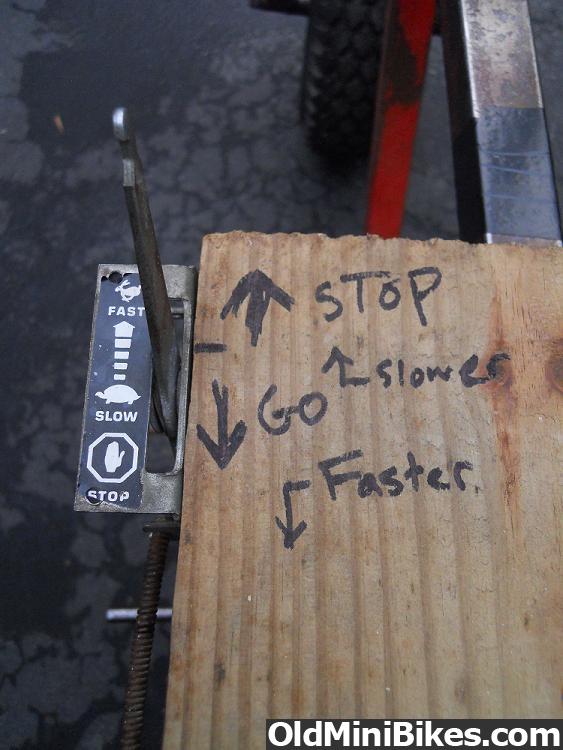 FAST
SLOW
STOP
STOP
slower
GO
Faster.
OldMiniBikes.com